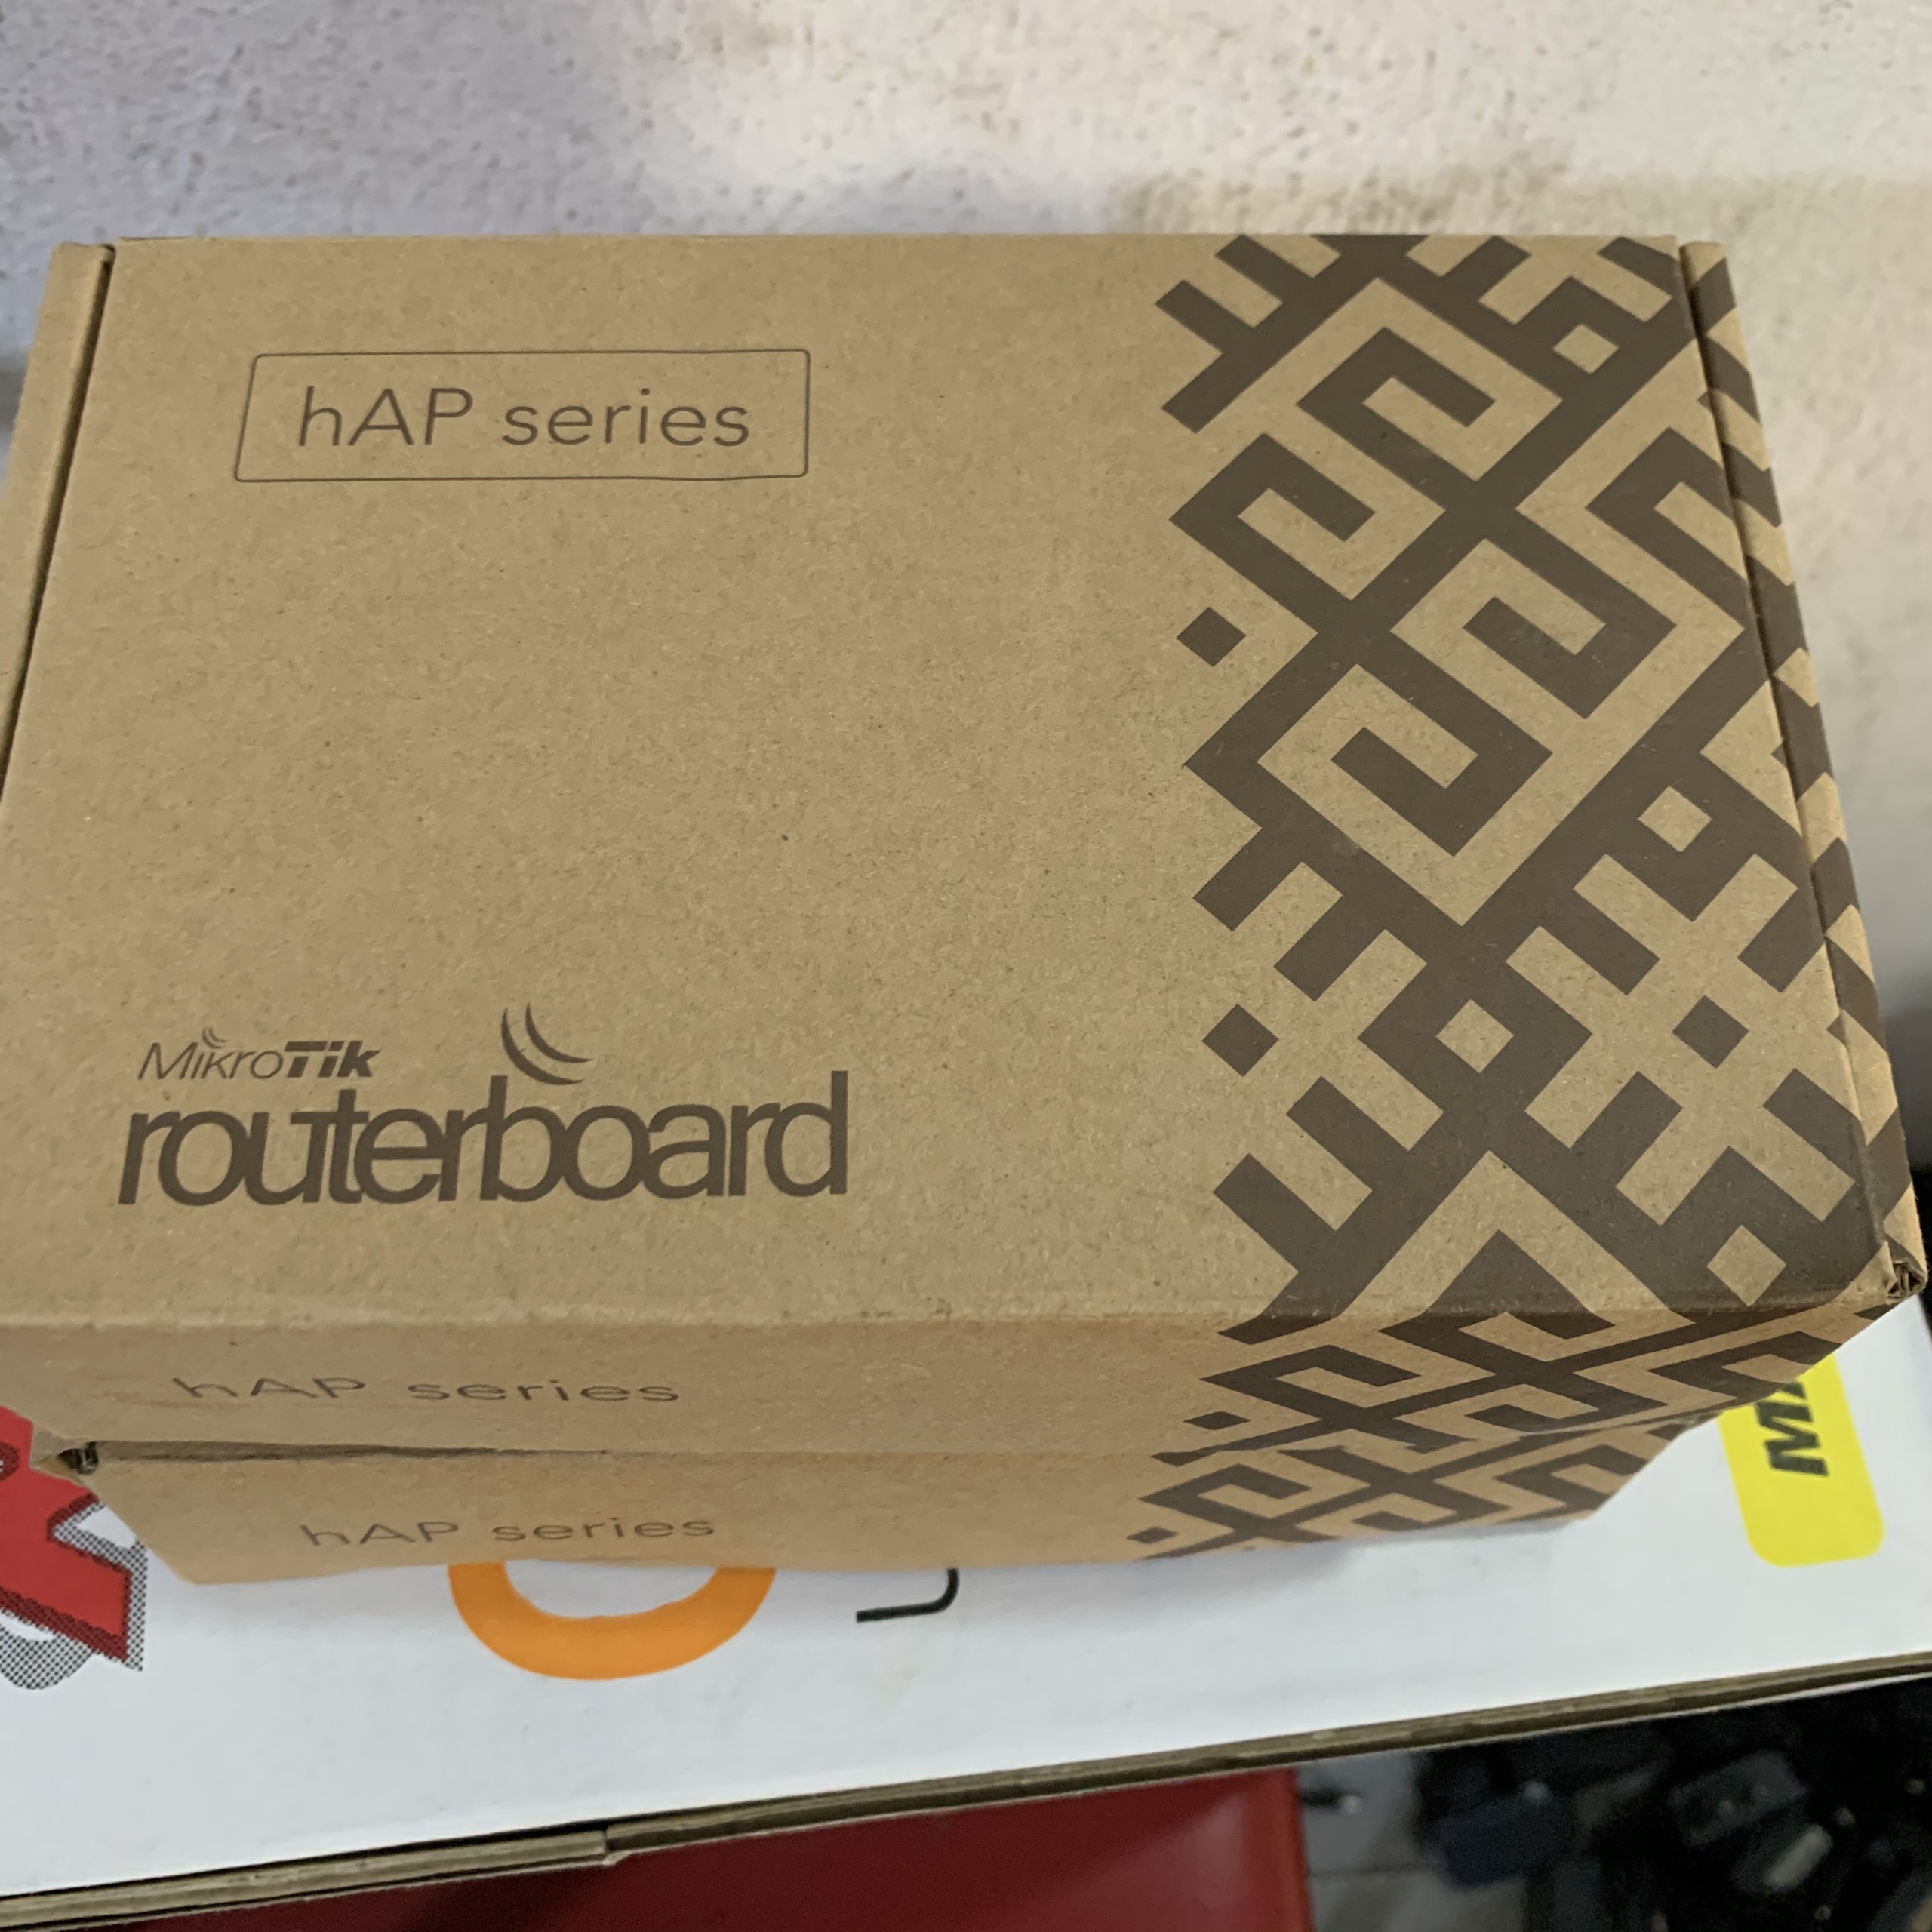 hAP series
MikroTik
routerboard
hAP series
hAP series